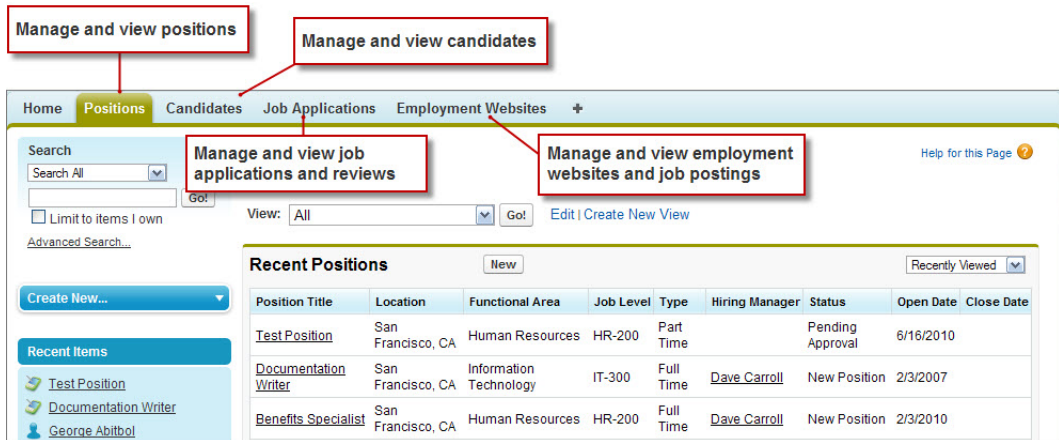 Manage and view positions
Manage and view candidates
Home Positions Candidates Job Applications Employment Websites +
Search
Search All
Go!
Limit to items I own
Advanced Search...
Manage and view job
applications and reviews
Manage and view employment
websites and job postings
Help for this Page ?
View: All Go! Edit | Create New View
Create New...
Recent Items
Test Position
Documentation Writer
George Abitbol
Recent Positions New Recently Viewed
Position Title Location Functional Area Job Level Type Hiring Manager Status Open Date Close Date
Test Position San Francisco, CA Human Resources HR-200 Part Time Pending Approval 6/16/2010
Documentation Writer San Francisco, CA Information Technology IT-300 Full Time Dave Carroll New Position 2/3/2007
Benefits Specialist San Francisco, CA Human Resources HR-200 Full Time Dave Carroll New Position 2/3/2010